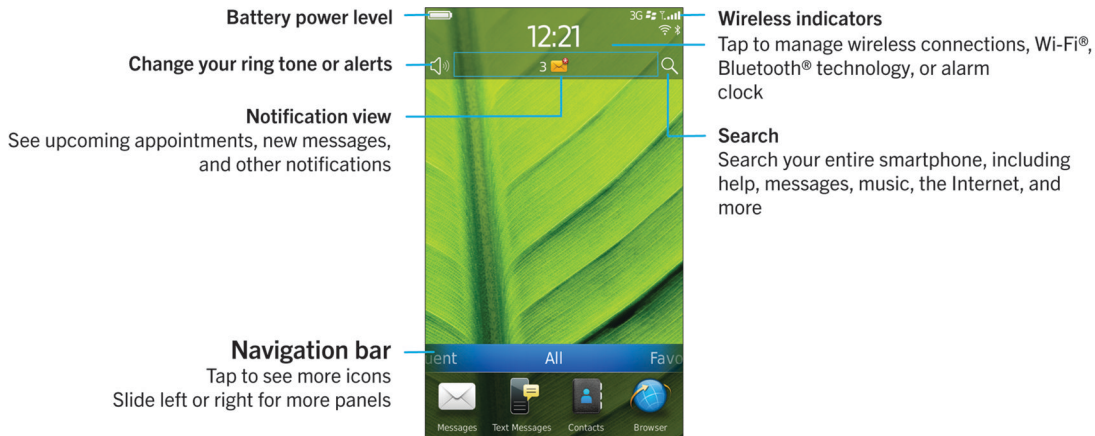 Battery power level
Change your ring tone or alerts
Notification view
See upcoming appointments, new messages,
and other notifications
Navigation bar
Tap to see more icons
Slide left or right for more panels
3G
12:21
3
uent All Favo
Messages Text Messages Contacts Browser
Wireless indicators
Tap to manage wireless connections, Wi-Fi®,
Bluetooth® technology, or alarm
clock
Search
Search your entire smartphone, including
help, messages, music, the Internet, and
more